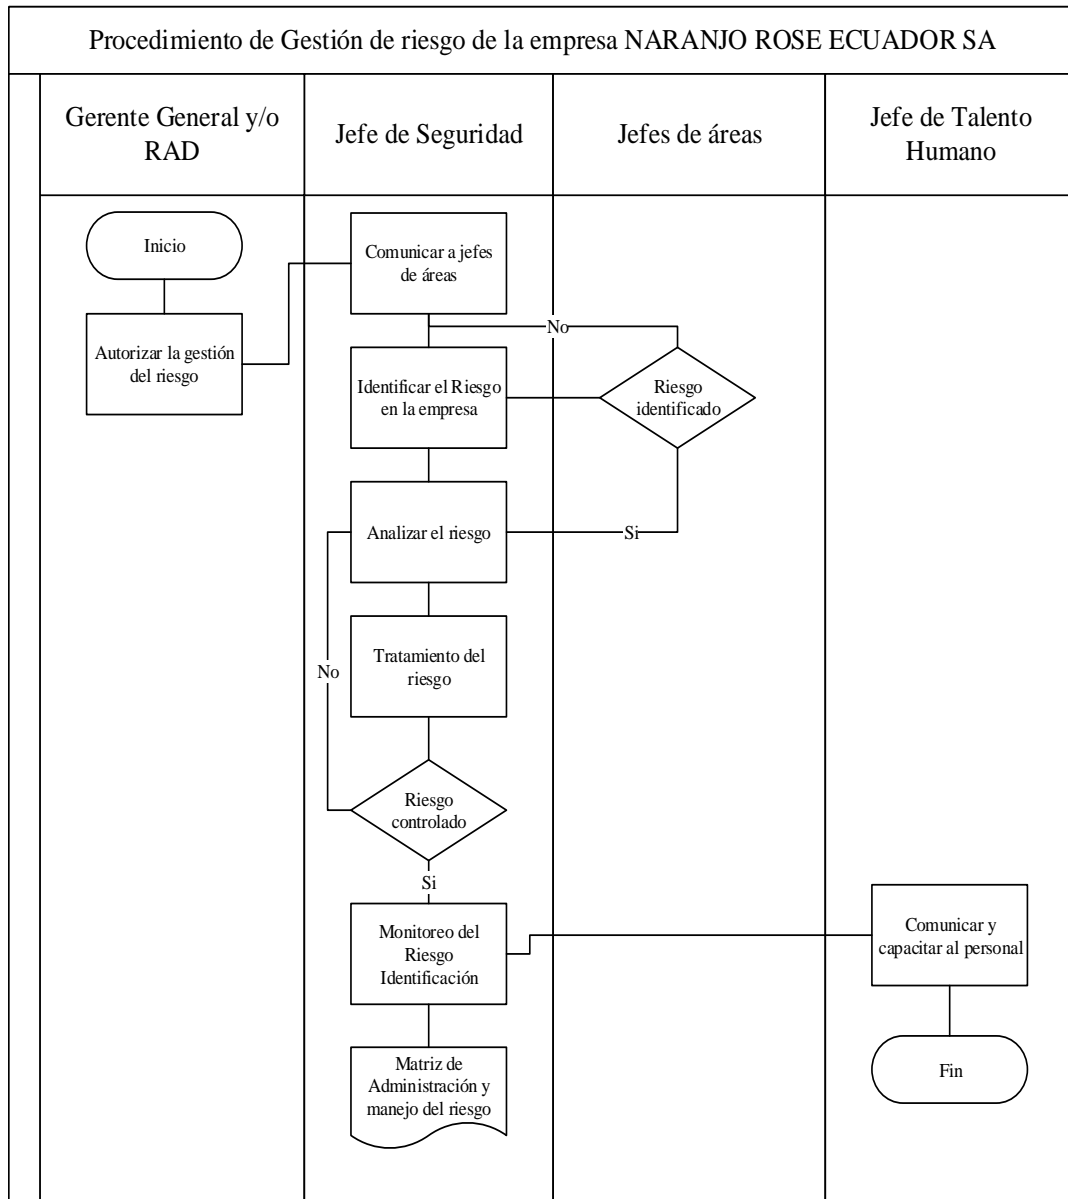 Procedimiento de Gestión de riesgo de la empresa NARANJO ROSE ECUADOR SA
Gerente General y/o
RAD
Jefe de Seguridad
Jefes de áreas
Jefe de Talento
Humano
Inicio
Autorizar la gestión
del riesgo
Comunicar a jefes
de áreas
No
Identificar el Riesgo
en la empresa
Riesgo
identificado
Analizar el riesgo
Si
Tratamiento del
riesgo
No
Riesgo
controlado
Si
Monitoreo del
Riesgo
Identificación
Comunicar y
capacitar al personal
Matriz de
Administración y
manejo del riesgo
Fin